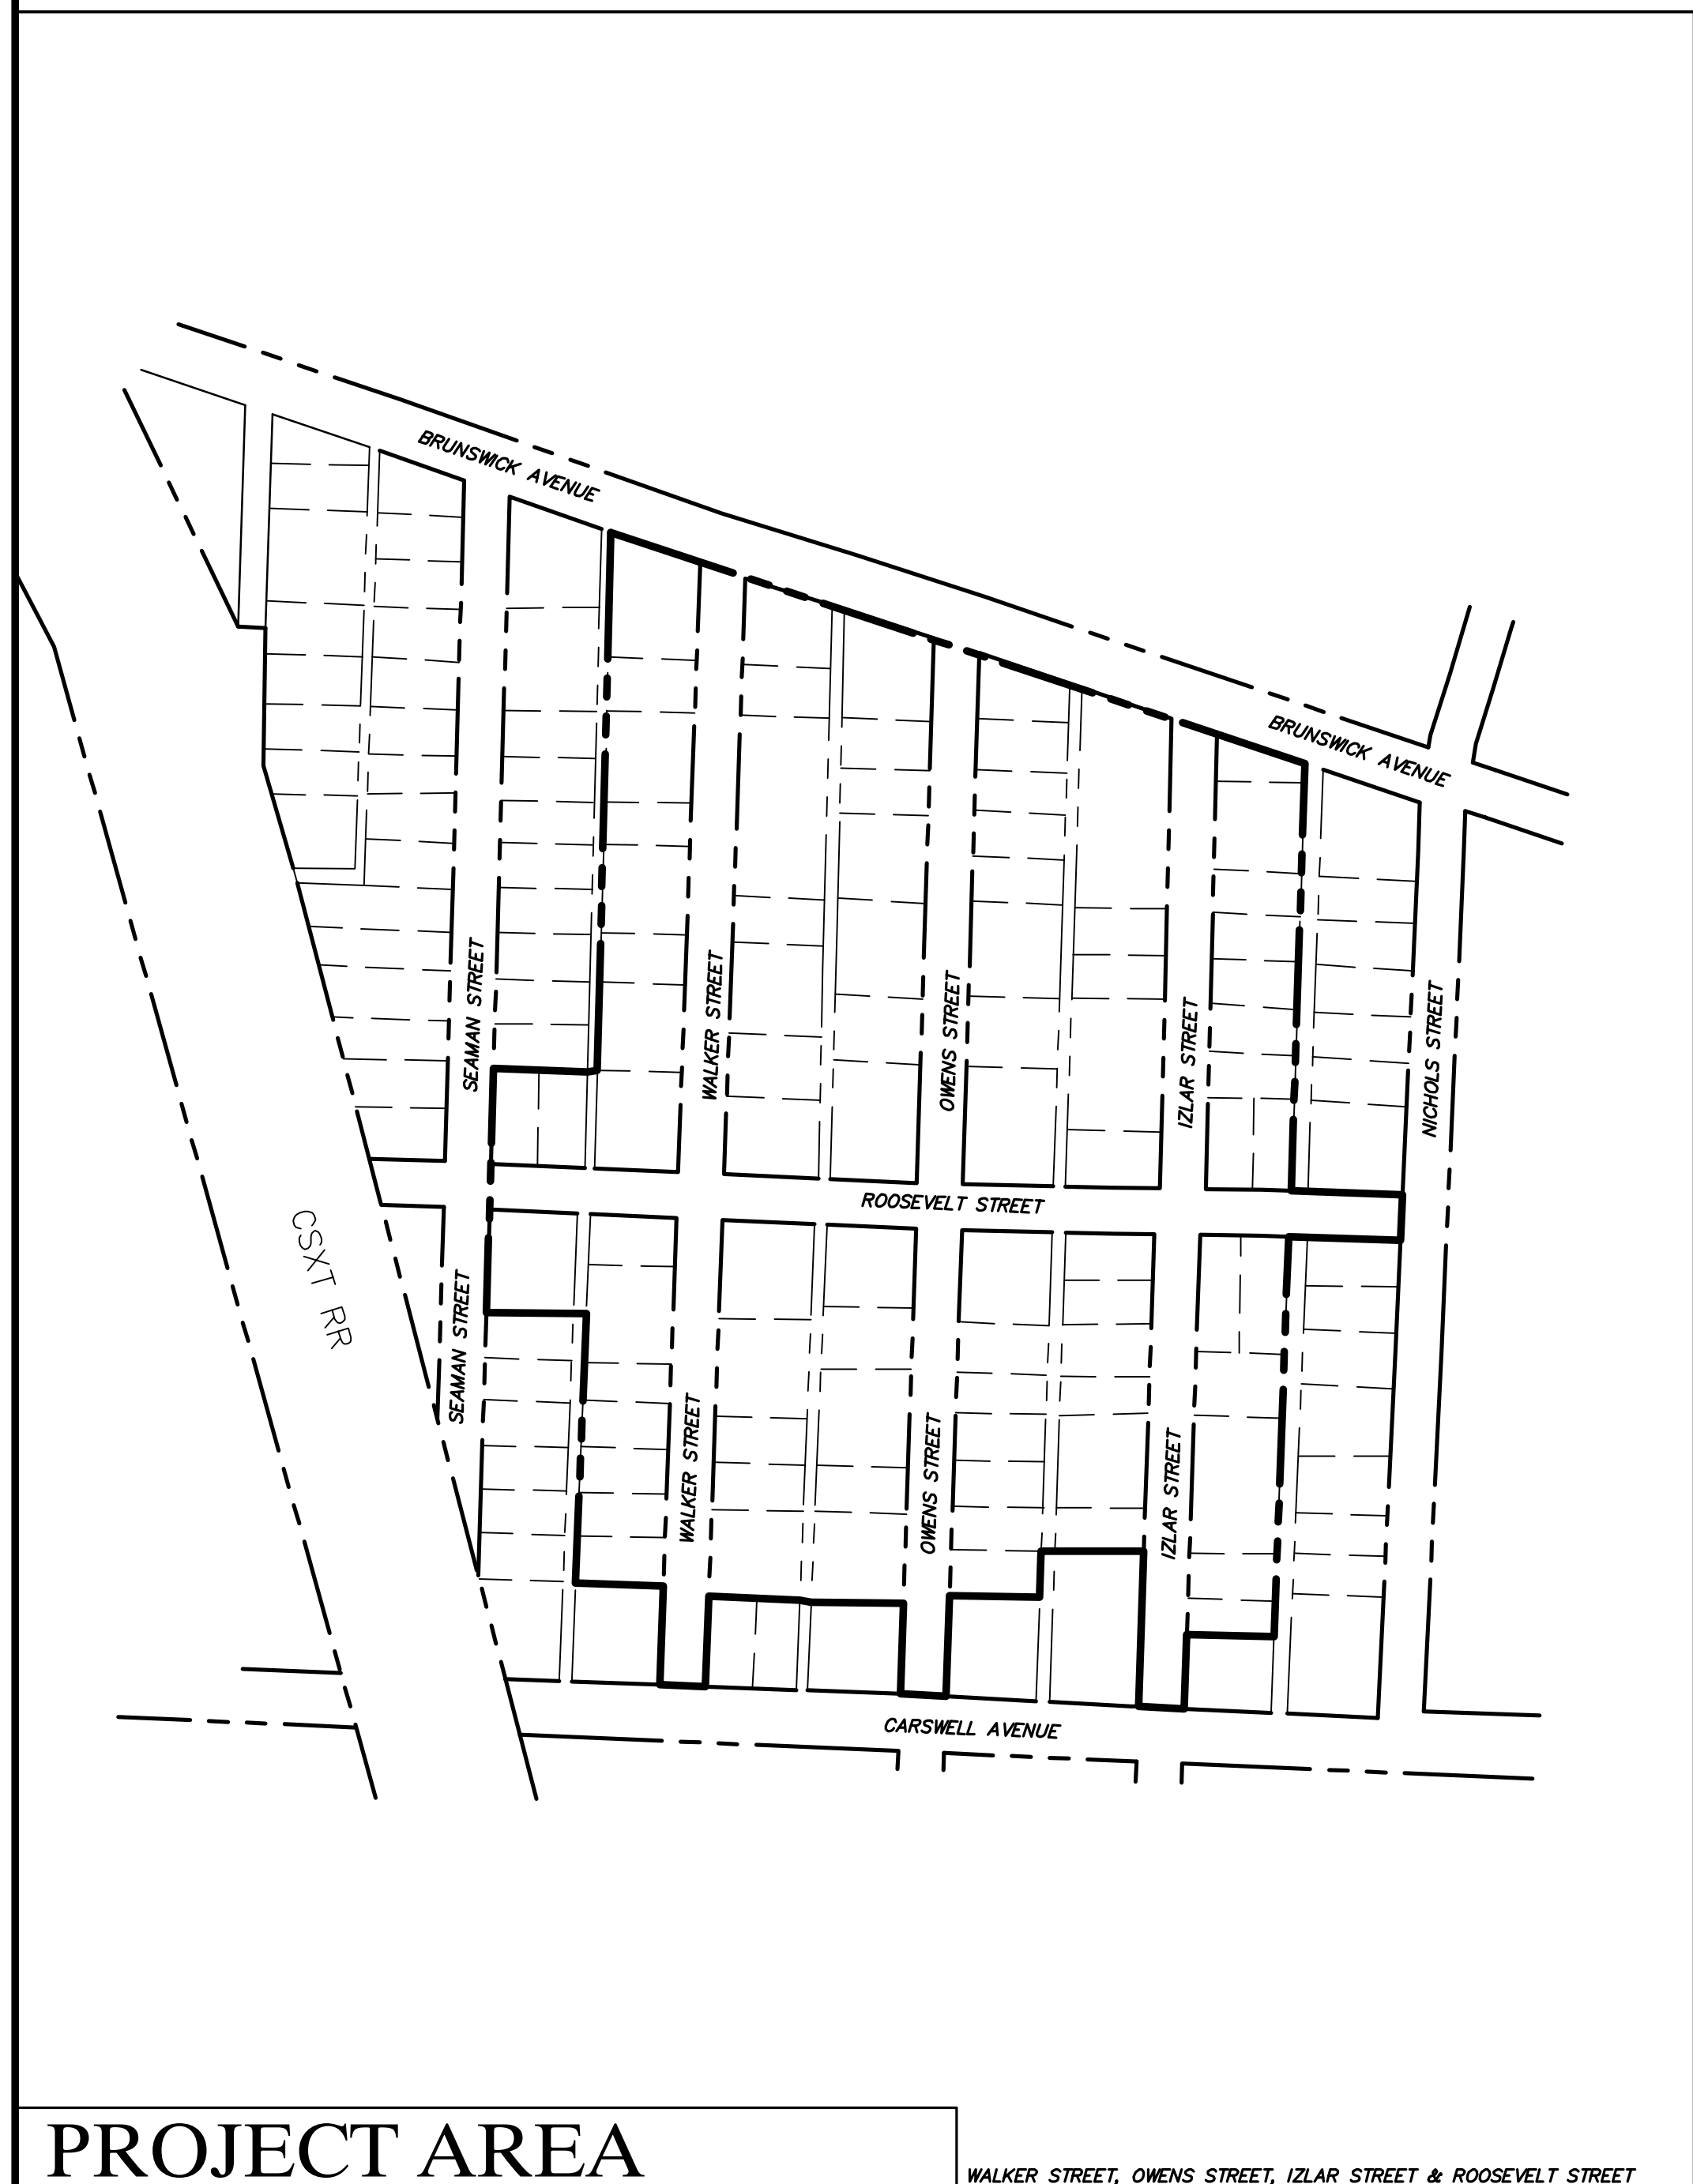 BRUNSWICK AVENUE
BRUNSWICK AVENUE
SEAMAN STREET
WALKER STREET
OWENS STREET
IZLAR STREET
NICHOLS STREET
ROOSEVELT STREET
CSXT RR
SEAMAN STREET
WALKER STREET
OWENS STREET
IZLAR STREET
CARSWELL AVENUE
PROJECT AREA
WALKER STREET, OWENS STREET, IZLAR STREET & ROOSEVELT STREET